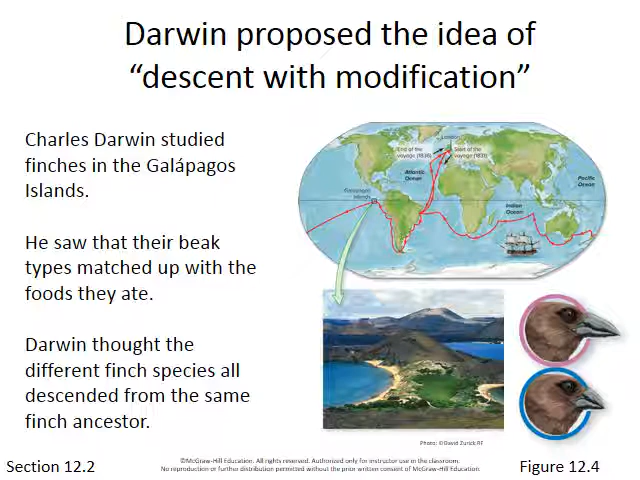 Darwin proposed the idea of
“descent with modification”
Charles Darwin studied
finches in the Galápagos
Islands.
He saw that their beak
types matched up with the
foods they ate.
Darwin thought the
different finch species all
descended from the same
finch ancestor.
London
End of the
voyage (1836)
Start of the
voyage (1831)
Atlantic
Ocean
Pacific
Ocean
Galápagos
Islands
Indian
Ocean
Photo: ©David Zurick RF
Section 12.2
©McGraw-Hill Education. All rights reserved. Authorized only for instructor use in the classroom.
No reproduction or further distribution permitted without the prior written consent of McGraw-Hill Education.
Figure 12.4